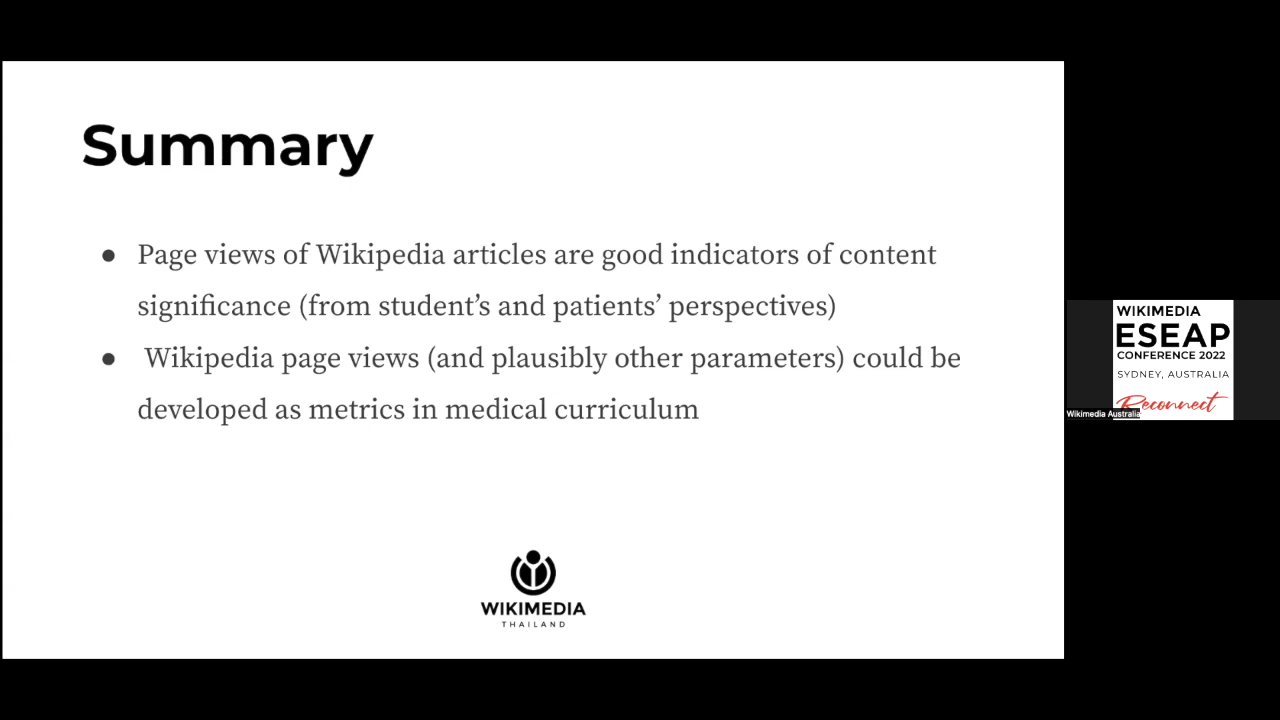 Summary
● Page views of Wikipedia articles are good indicators of content
significance (from student’s and patients’ perspectives)
● Wikipedia page views (and plausibly other parameters) could be
developed as metrics in medical curriculum
WIKIMEDIA
THAILAND
WIKIMEDIA
ESEAP
CONFERENCE 2022
SYDNEY, AUSTRALIA
Reconnect
Wikimedia Australia